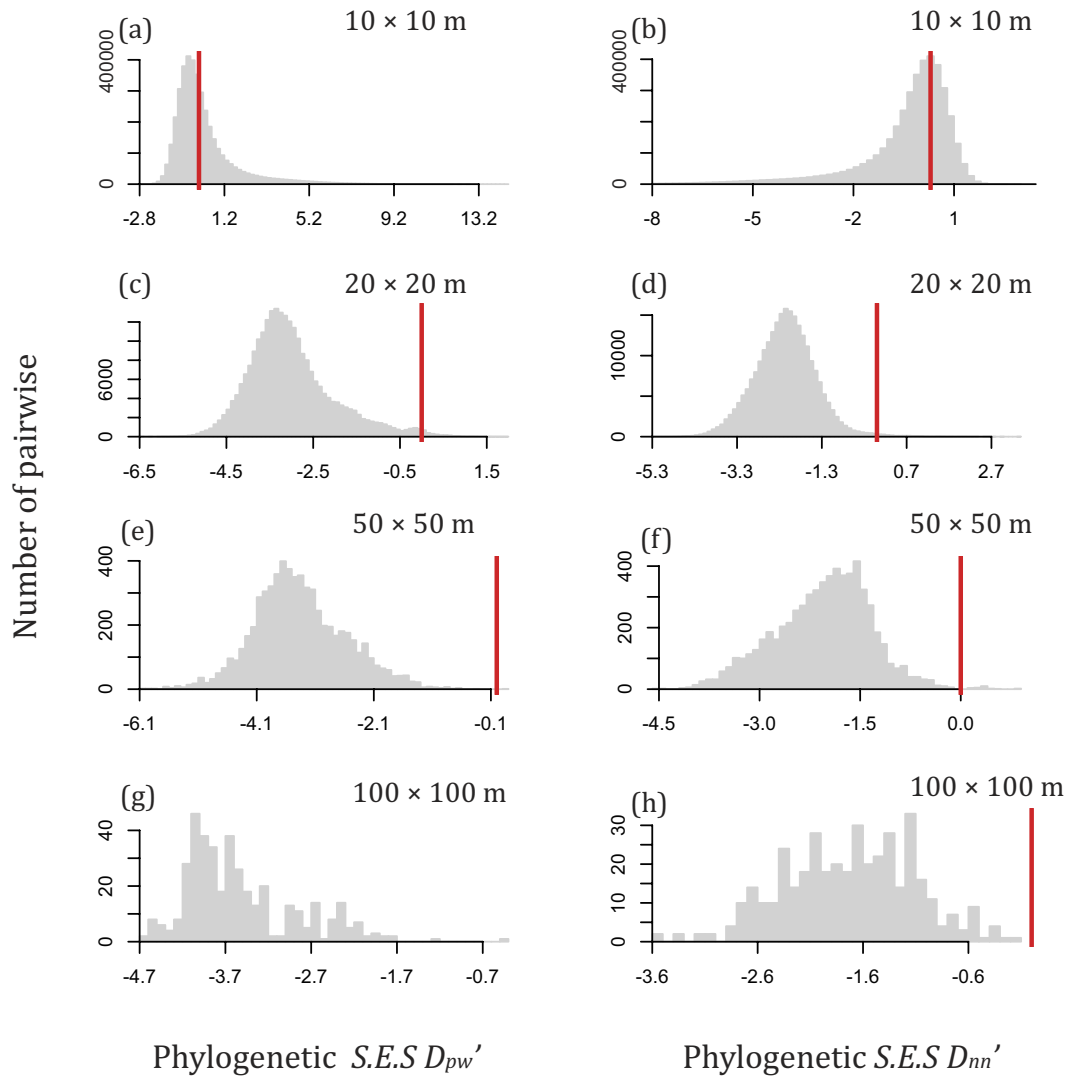 (a) 10 × 10 m
0 400000
-2.8 1.2 5.2 9.2 13.2
(b) 10 × 10 m
0 400000
-8 -5 -2 1
(c) 20 × 20 m
0 6000
-6.5 -4.5 -2.5 -0.5 1.5
(d) 20 × 20 m
0 10000
-5.3 -3.3 -1.3 0.7 2.7
(e) 50 × 50 m
0 200 400
-6.1 -4.1 -2.1 -0.1
(f) 50 × 50 m
0 200 400
-4.5 -3.0 -1.5 0.0
(g) 100 × 100 m
0 20 40
-4.7 -3.7 -2.7 -1.7 -0.7
(h) 100 × 100 m
0 10 20 30
-3.6 -2.6 -1.6 -0.6
Number of pairwise
Phylogenetic S.E.S Dpw’
Phylogenetic S.E.S Dnn’